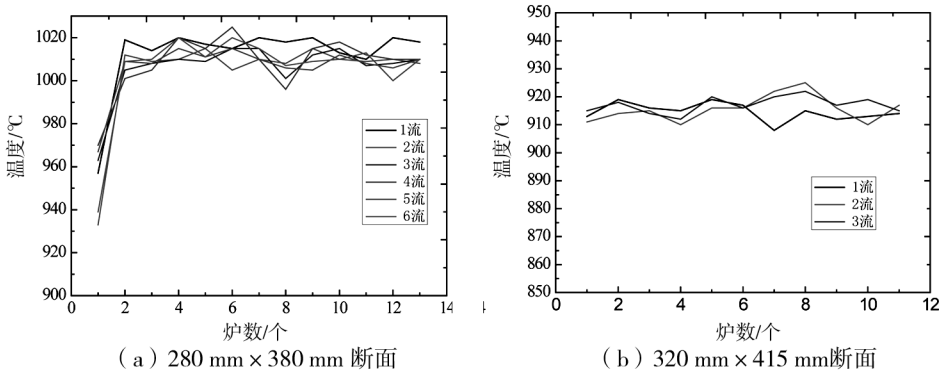 1020
1000
980
960
940
920
900
温度/℃
1流
2流
3流
4流
5流
6流
0 2 4 6 8 10 12 14
炉数/个
(a) 280 mm × 380 mm 断面
950
940
930
920
910
900
890
880
870
860
850
温度/℃
1流
2流
3流
4 0 2 4 6 8 10 12
炉数/个
(b) 320 mm × 415 mm断面